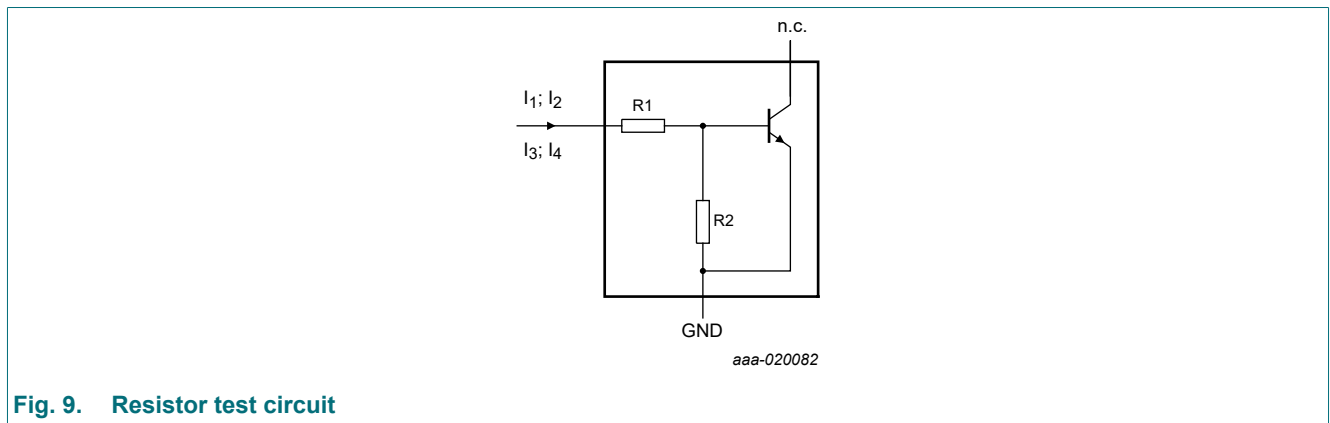 n.c.
I1; I2
R1
I3; I4
R2
GND
aaa-020082
Fig. 9. Resistor test circuit